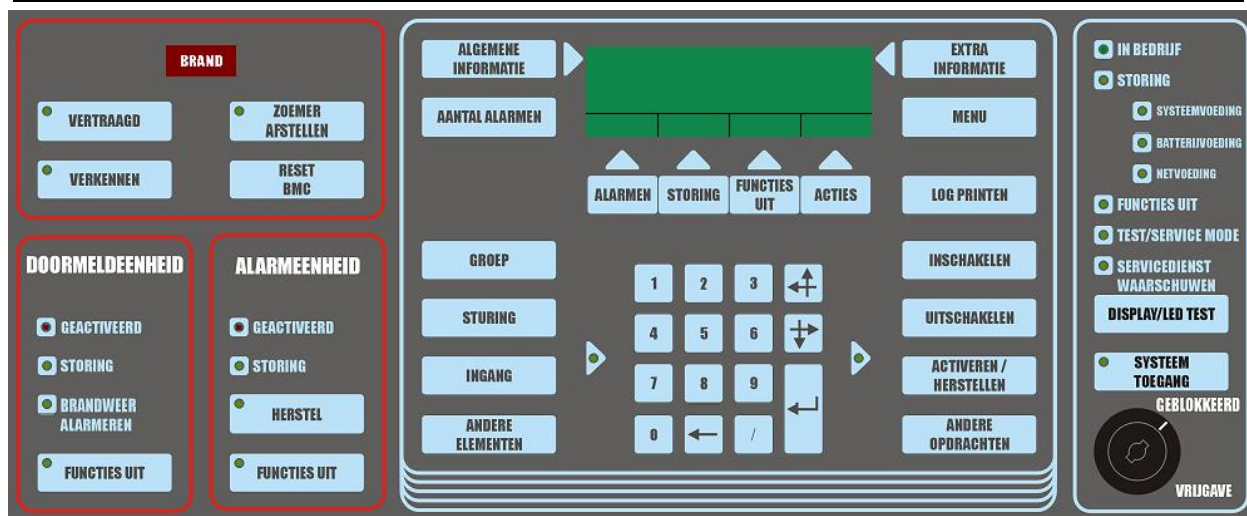 BRAND
VERTRAAGD
ZOEMER
AFSTELLEN
VERKENNEN
RESET
BMC
DOORMELDEENHEID
GEACTIVEERD
STORING
BRANDWEER
ALARMEREN
FUNCTIES UIT
ALARMEENHEID
GEACTIVEERD
STORING
HERSTEL
FUNCTIES UIT
ALGEMENE
INFORMATIE
AANTAL ALARMEN
EXTRA
INFORMATIE
MENU
ALARMEN
STORING
FUNCTIES
UIT
ACTIES
LOG PRINTEN
GROEP
STURING
INGANG
ANDERE
ELEMENTEN
1 2 3
4 5 6
7 8 9
0 ← /
INSCHAKELEN
UITSCHAKELEN
ACTIVEREN /
HERSTELLEN
ANDERE
OPDRACHTEN
IN BEDRIJF
STORING
SYSTEEMVOEDING
BATTERIJVOEDING
NETVOEDING
FUNCTIES UIT
TEST/SERVICE MODE
SERVICEDIENST
WAARSCHUWEN
DISPLAY/LED TEST
SYSTEEM
TOEGANG
GEBLOKKEERD
VRIJGAVE